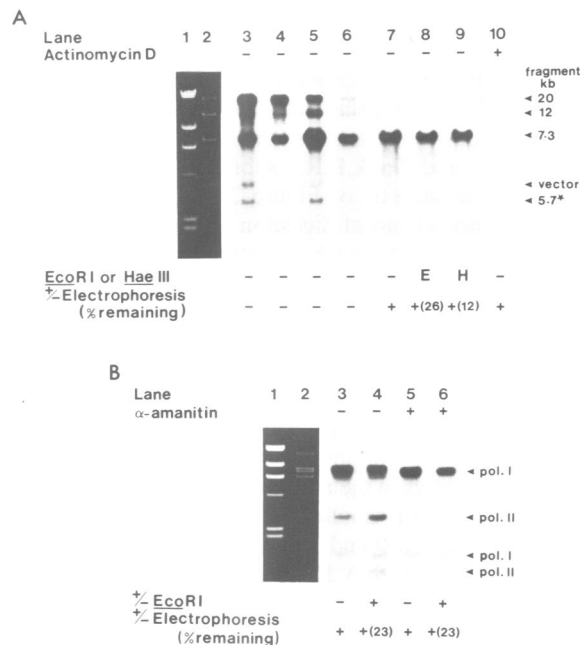 A
Lane 1 2 3 4 5 6 7 8 9 10
Actinomycin D – – – – – – – +
fragment
kb
◄ 20
◄ 12
◄ 7·3
◄ vector
◄ 5·7*
EcoRI or Hae III – – – – – E H –
+/- Electrophoresis
(% remaining) – – – – + +(26) +(12) +
B
Lane 1 2 3 4 5 6
α-amanitin – – + +
◄ pol. I
◄ pol. II
◄ pol. I
◄ pol. II
+/- EcoRI – + – +
+/- Electrophoresis
(% remaining) + +(23) + +(23)